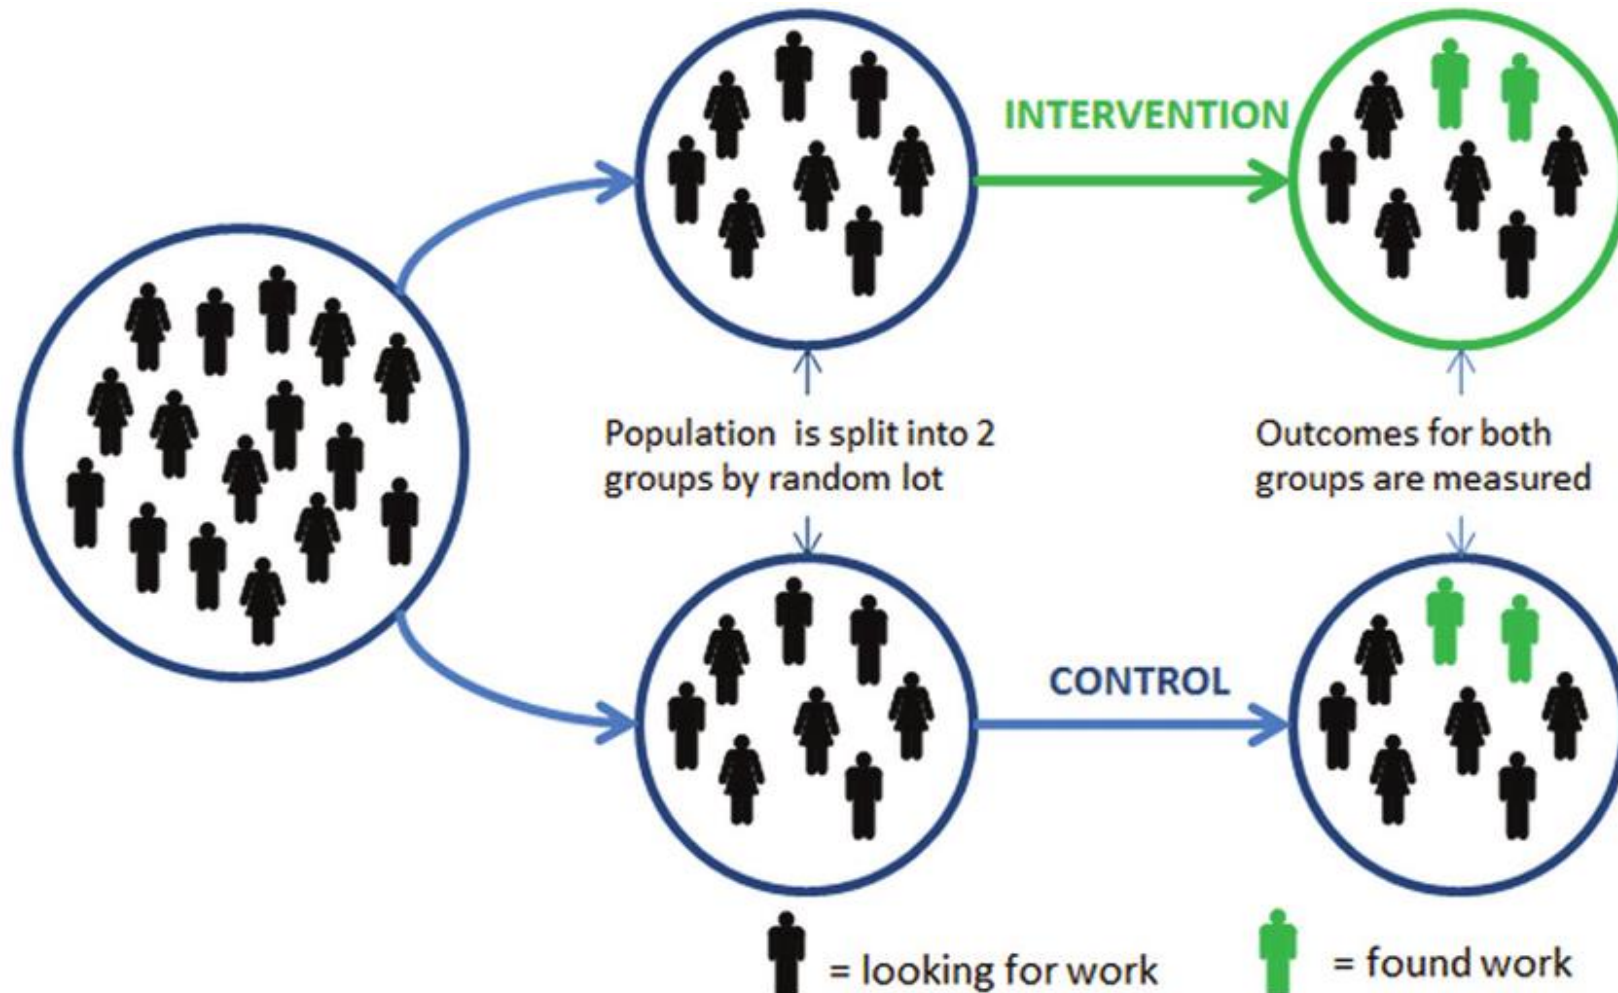 INTERVENTION
Population is split into 2
groups by random lot
Outcomes for both
groups are measured
CONTROL
= looking for work
= found work